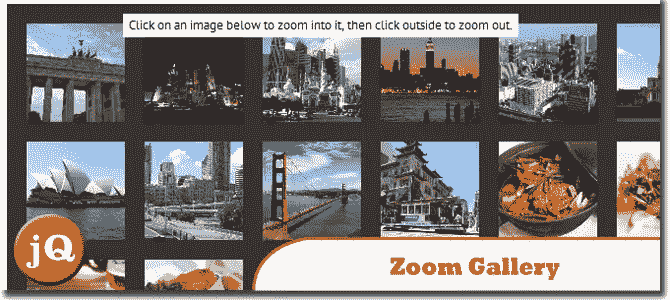 Click on an image below to zoom into it, then click outside to zoom out.
jQ
Zoom Gallery